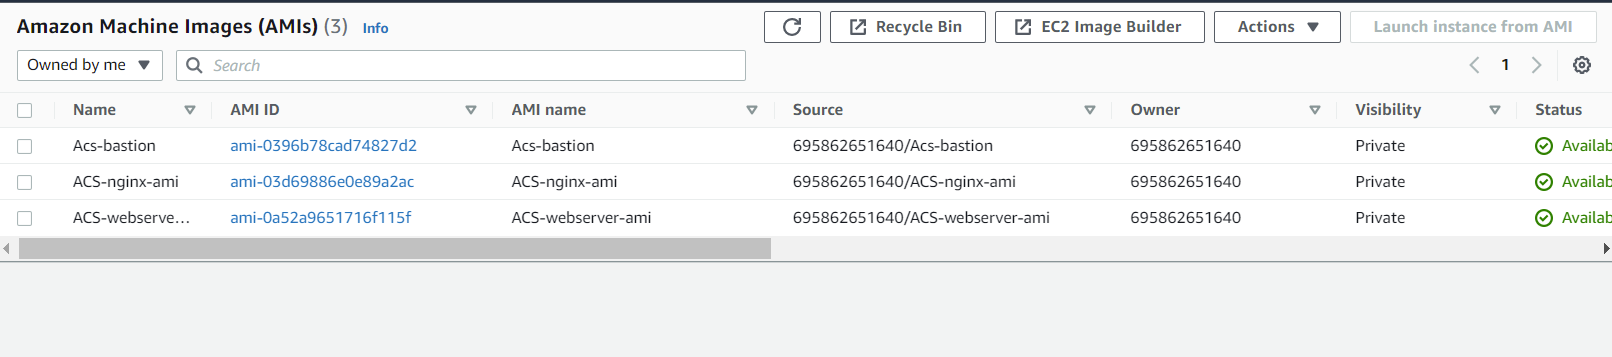 Amazon Machine Images (AMIs) (3) Info Recycle Bin EC2 Image Builder Actions Launch instance from AMI
Owned by me Search 1
Name AMI ID AMI name Source Owner Visibility Status
Acs-bastion ami-0396b78cad74827d2 Acs-bastion 695862651640/Acs-bastion 695862651640 Private Availab
ACS-nginx-ami ami-03d69886e0e89a2ac ACS-nginx-ami 695862651640/ACS-nginx-ami 695862651640 Private Availab
ACS-webserve... ami-0a52a9651716f115f ACS-webserver-ami 695862651640/ACS-webserver-ami 695862651640 Private Availab